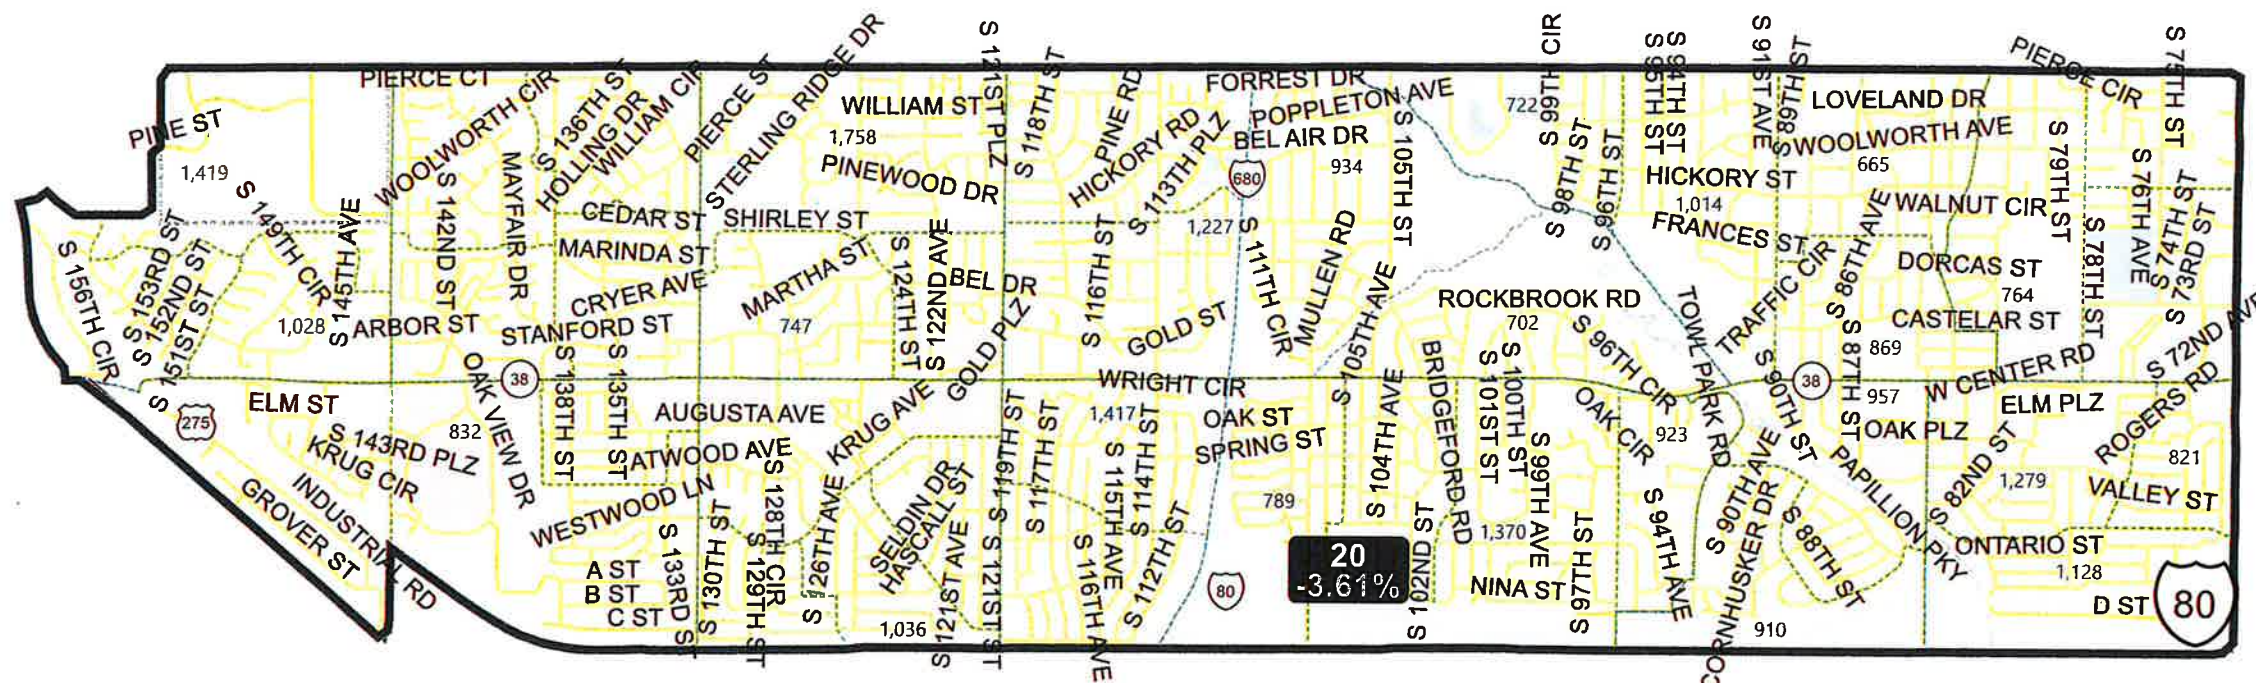 PIERCE CT
WOOLWORTH CIR
S 136TH ST
HOLLING DR
WILLIAM CIR
PIERCE ST
STERLING RIDGE DR
WILLIAM ST
1,758
PINEWOOD DR
S 121ST PLZ
S 118TH ST
PINE RD
HICKORY RD
S 113TH PLZ
FORREST DR
POPPLETON AVE
BEL AIR DR
934
680
S 105TH ST
722
S 99TH CIR
S 98TH ST
S 96TH ST
S 95TH ST
S 94TH ST
S 91ST AVE
S 89TH ST
LOVELAND DR
WOOLWORTH AVE
665
PIERCE CIR
S 75TH ST
S 79TH ST
S 76TH AVE
S 74TH ST
S 73RD ST
PINE ST
1,419
S 149TH CIR
S 145TH AVE
S 142ND ST
MAYFAIR DR
CEDAR ST
SHIRLEY ST
MARINDA ST
CRYER AVE
MARTHA ST
S 124TH ST
S 122ND AVE
BEL DR
S 116TH ST
1,227
S 111TH CIR
MULLEN RD
HICKORY ST
1,014
FRANCES ST
WALNUT CIR
S 86TH AVE
DORCAS ST
764
S 78TH ST
S 156TH CIR
S 153RD ST
S 152ND ST
S 151ST ST
1,028
ARBOR ST
STANFORD ST
747
GOLD PLZ
GOLD ST
S 105TH AVE
ROCKBROOK RD
702
S 96TH CIR
TOWL PARK RD
TRAFFIC CIR
CASTELAR ST
869
S 87TH ST
S 72ND AVE
38
S 138TH ST
S 135TH ST
OAK VIEW DR
WRIGHT CIR
BRIDGEFORD RD
S 101ST ST
S 100TH ST
S 90TH ST
38
957
W CENTER RD
ELM PLZ
ROGERS RD
275
ELM ST
S 143RD PLZ
832
KRUG CIR
AUGUSTA AVE
ATWOOD AVE
KRUG AVE
S 119TH ST
S 117TH ST
1,417
S 115TH AVE
S 114TH ST
OAK ST
SPRING ST
S 104TH AVE
OAK CIR
923
OAK PLZ
PAPILLION PKY
S 82ND ST
1,279
821
VALLEY ST
INDUSTRIAL RD
GROVER ST
WESTWOOD LN
S 133RD ST
S 130TH ST
S 128TH CIR
S 129TH ST
S 126TH AVE
SELDIN DR
HASCALL ST
S 121ST AVE
S 121ST ST
S 116TH AVE
S 112TH ST
789
S 102ND ST
1,370
S 99TH AVE
S 97TH ST
S 94TH AVE
S 90TH AVE
CORNHUSKER DR
S 88TH ST
ONTARIO ST
1,128
A ST
B ST
C ST
1,036
80
20
-3.61%
NINA ST
910
D ST
80